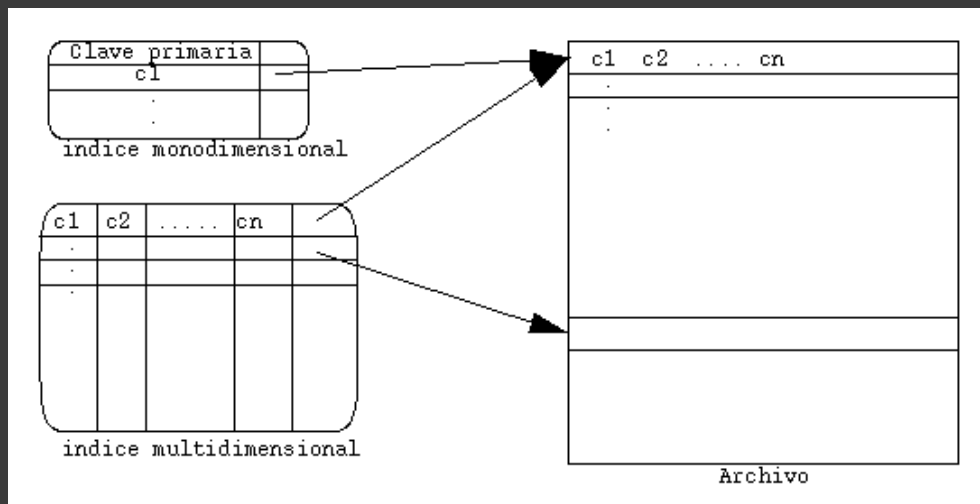 Clave primaria
c1
.
.
indice monodimensional
c1 c2 ..... cn
.
.
.
indice multidimensional
c1 c2 .... cn
.
.
.
Archivo